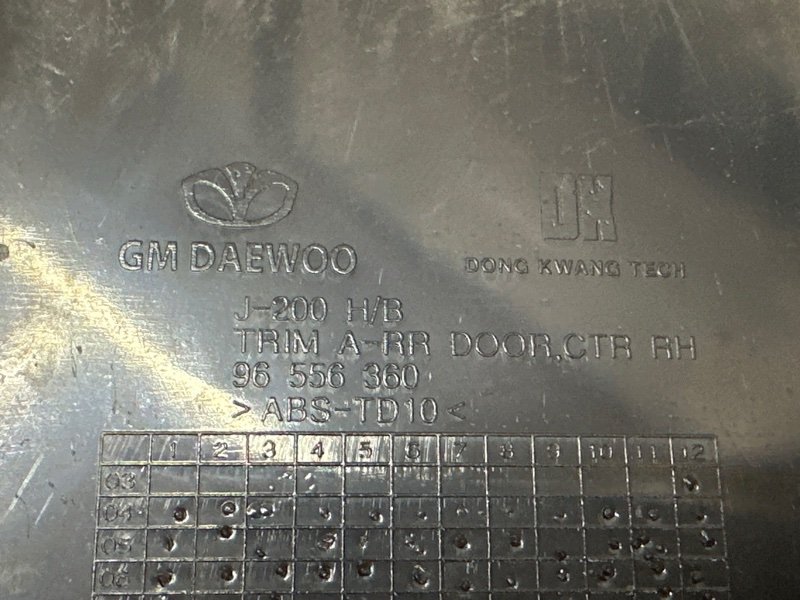 GM DAEWOO
JK
DONG KWANG TECH
J-200 H/B
TRIM A-RR DOOR,CTR RH
96 556 360
>ABS-TD10<
1 2 3 4 5 6 7 8 9 10 11 12
03
04
05
06